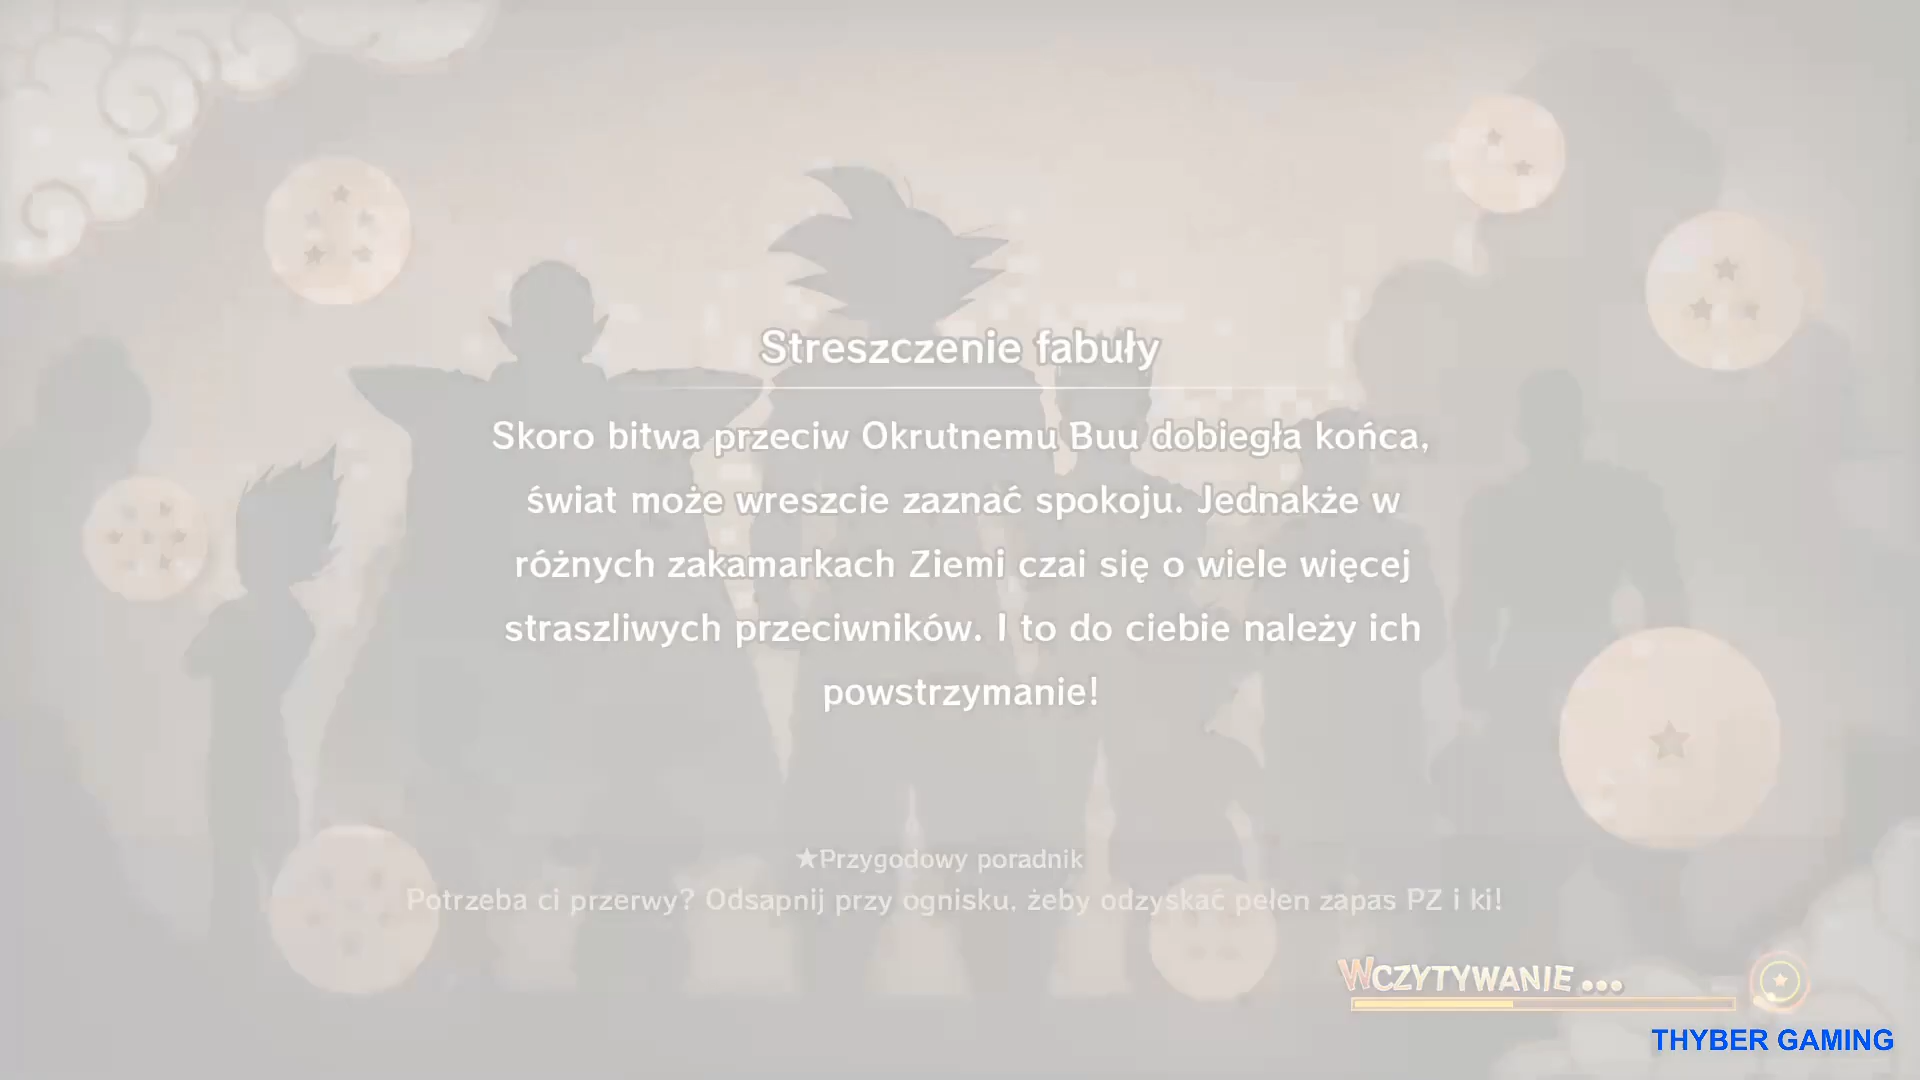 Streszczenie fabuły
Skoro bitwa przeciw Okrutnemu Buu dobiegła końca,
świat może wreszcie zaznać spokoju. Jednakże w
różnych zakamarkach Ziemi czai się o wiele więcej
straszliwych przeciwników. I to do ciebie należy ich
powstrzymanie!
★Przygodowy poradnik
Potrzeba ci przerwy? Odsapnij przy ognisku, żeby odzyskać pełen zapas PZ i ki!
WCZYTYWANIE...
THYBER GAMING